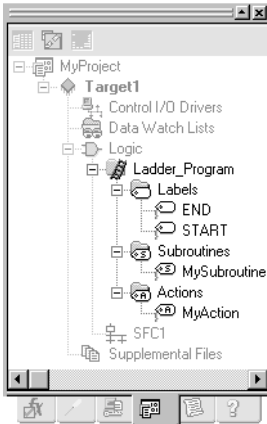 MyProject
Target1
Control I/O Drivers
Data Watch Lists
Logic
Ladder_Program
Labels
END
START
Subroutines
MySubroutine
Actions
MyAction
SFC1
Supplemental Files